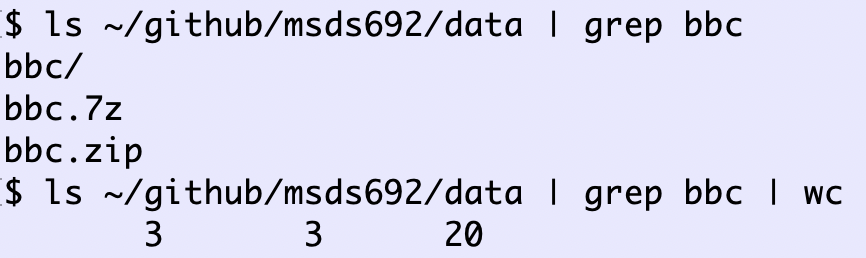 $ ls ~/github/msds692/data | grep bbc
bbc/
bbc.7z
bbc.zip
$ ls ~/github/msds692/data | grep bbc | wc
       3       3      20